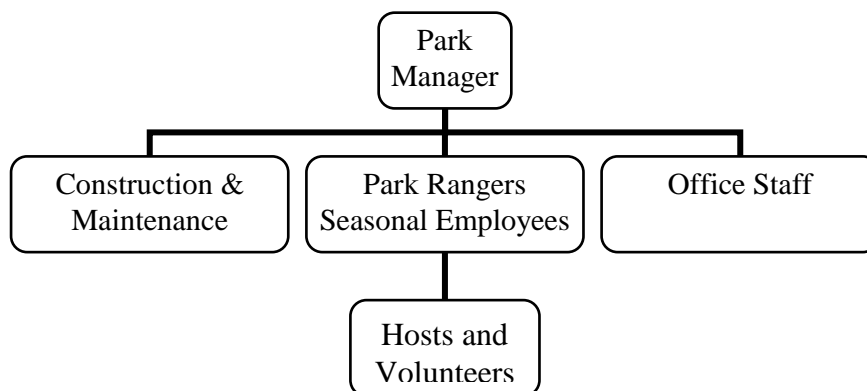 Park
Manager
Construction &
Maintenance
Park Rangers
Seasonal Employees
Office Staff
Hosts and
Volunteers